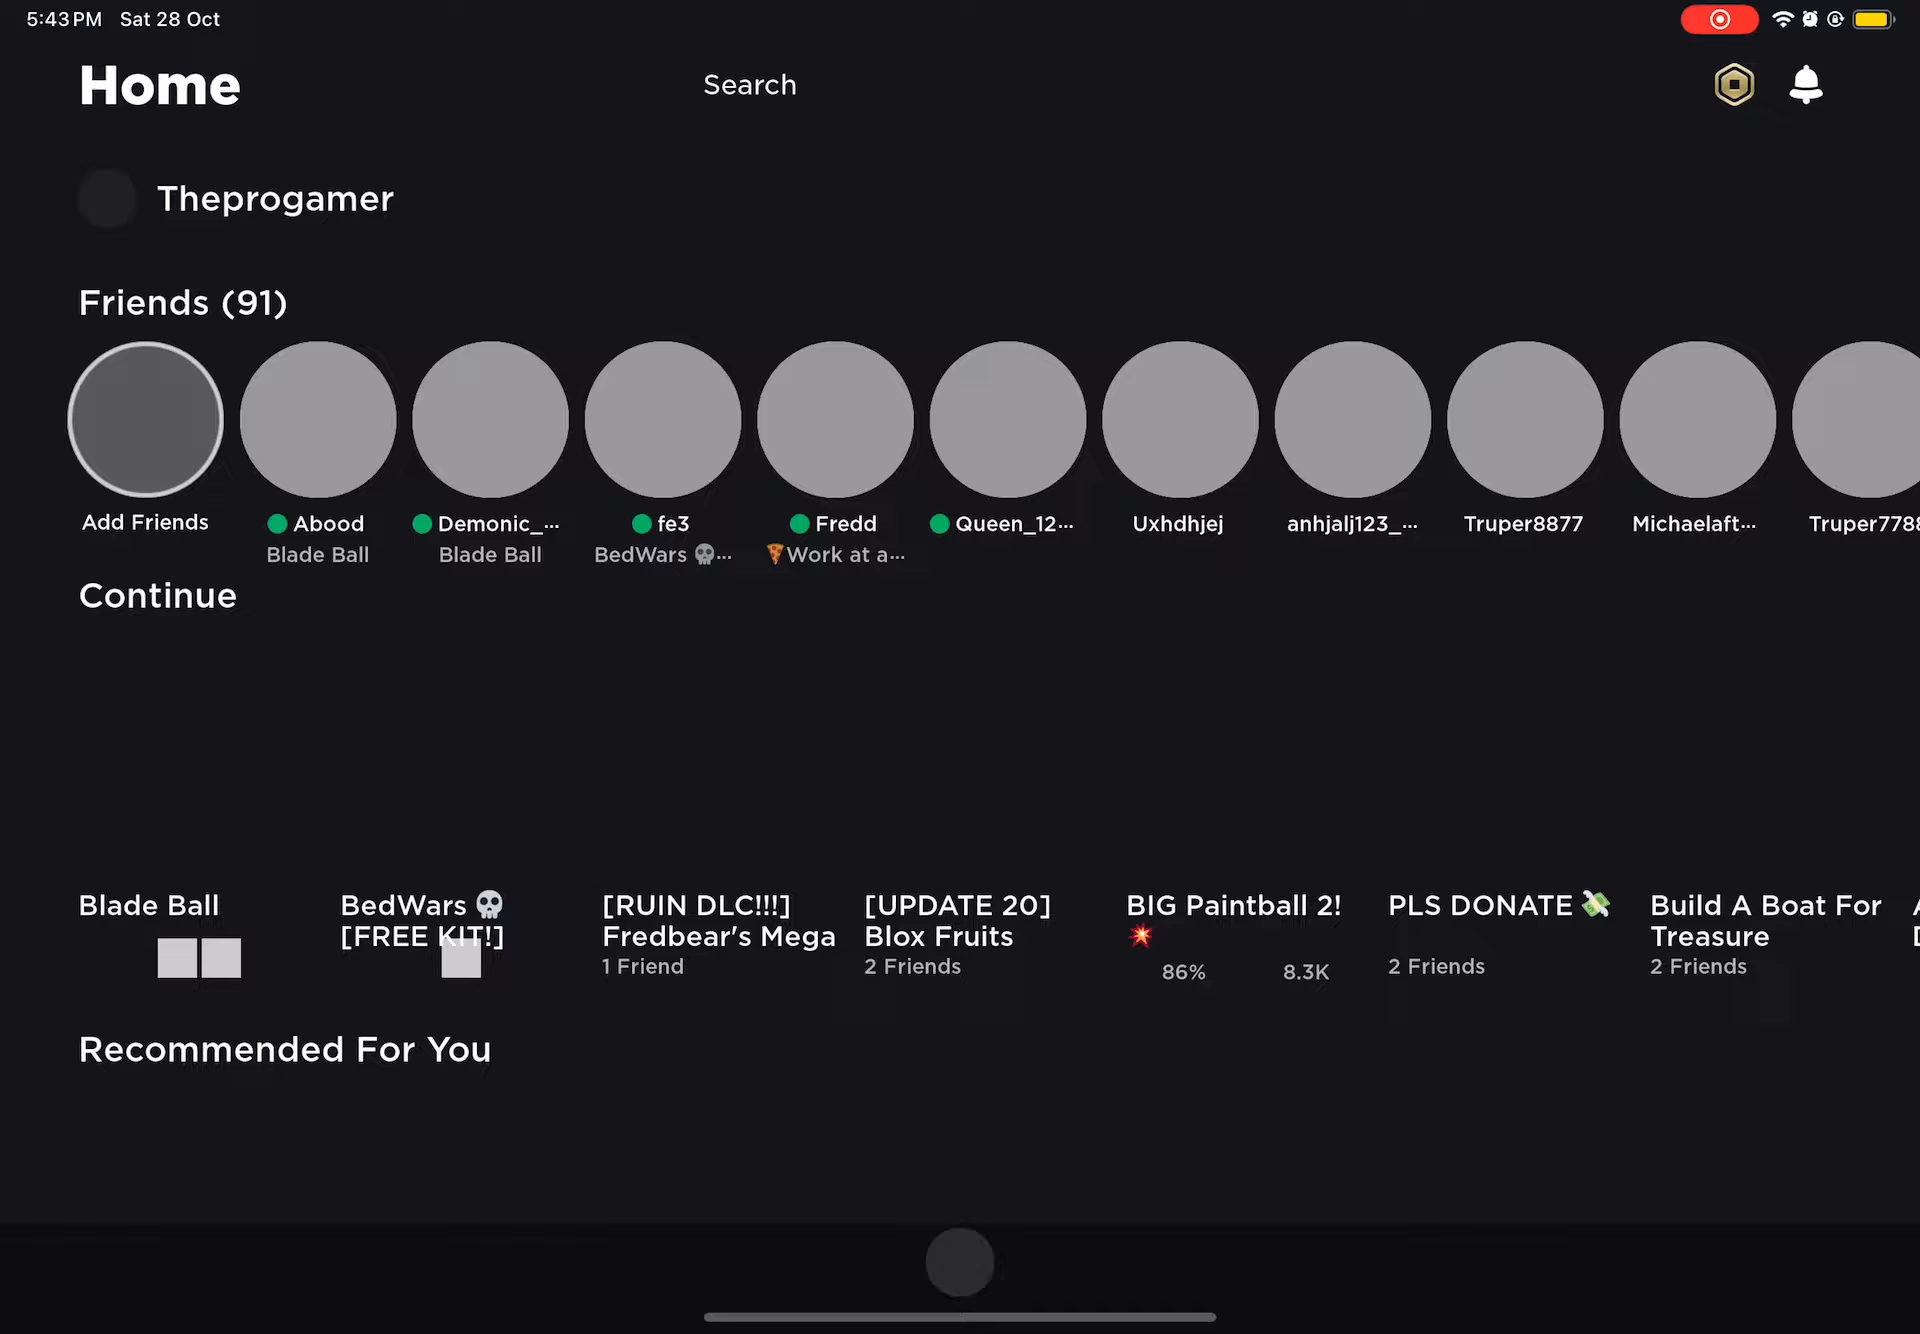 5:43 PM Sat 28 Oct
Home
Search
Theprogamer
Friends (91)
Add Friends
Abood
Blade Ball
Demonic_...
Blade Ball
fe3
BedWars 💀...
Fredd
🍕Work at a...
Queen_12...
Uxhdhjej
anhjalj123_...
Truper8877
Michaelaft...
Truper778
Continue
Blade Ball
BedWars 💀
[FREE KIT!]
[RUIN DLC!!!]
Fredbear's Mega
1 Friend
[UPDATE 20]
Blox Fruits
2 Friends
BIG Paintball 2!
💥
86% 8.3K
PLS DONATE 💸
2 Friends
Build A Boat For
Treasure
2 Friends
Recommended For You